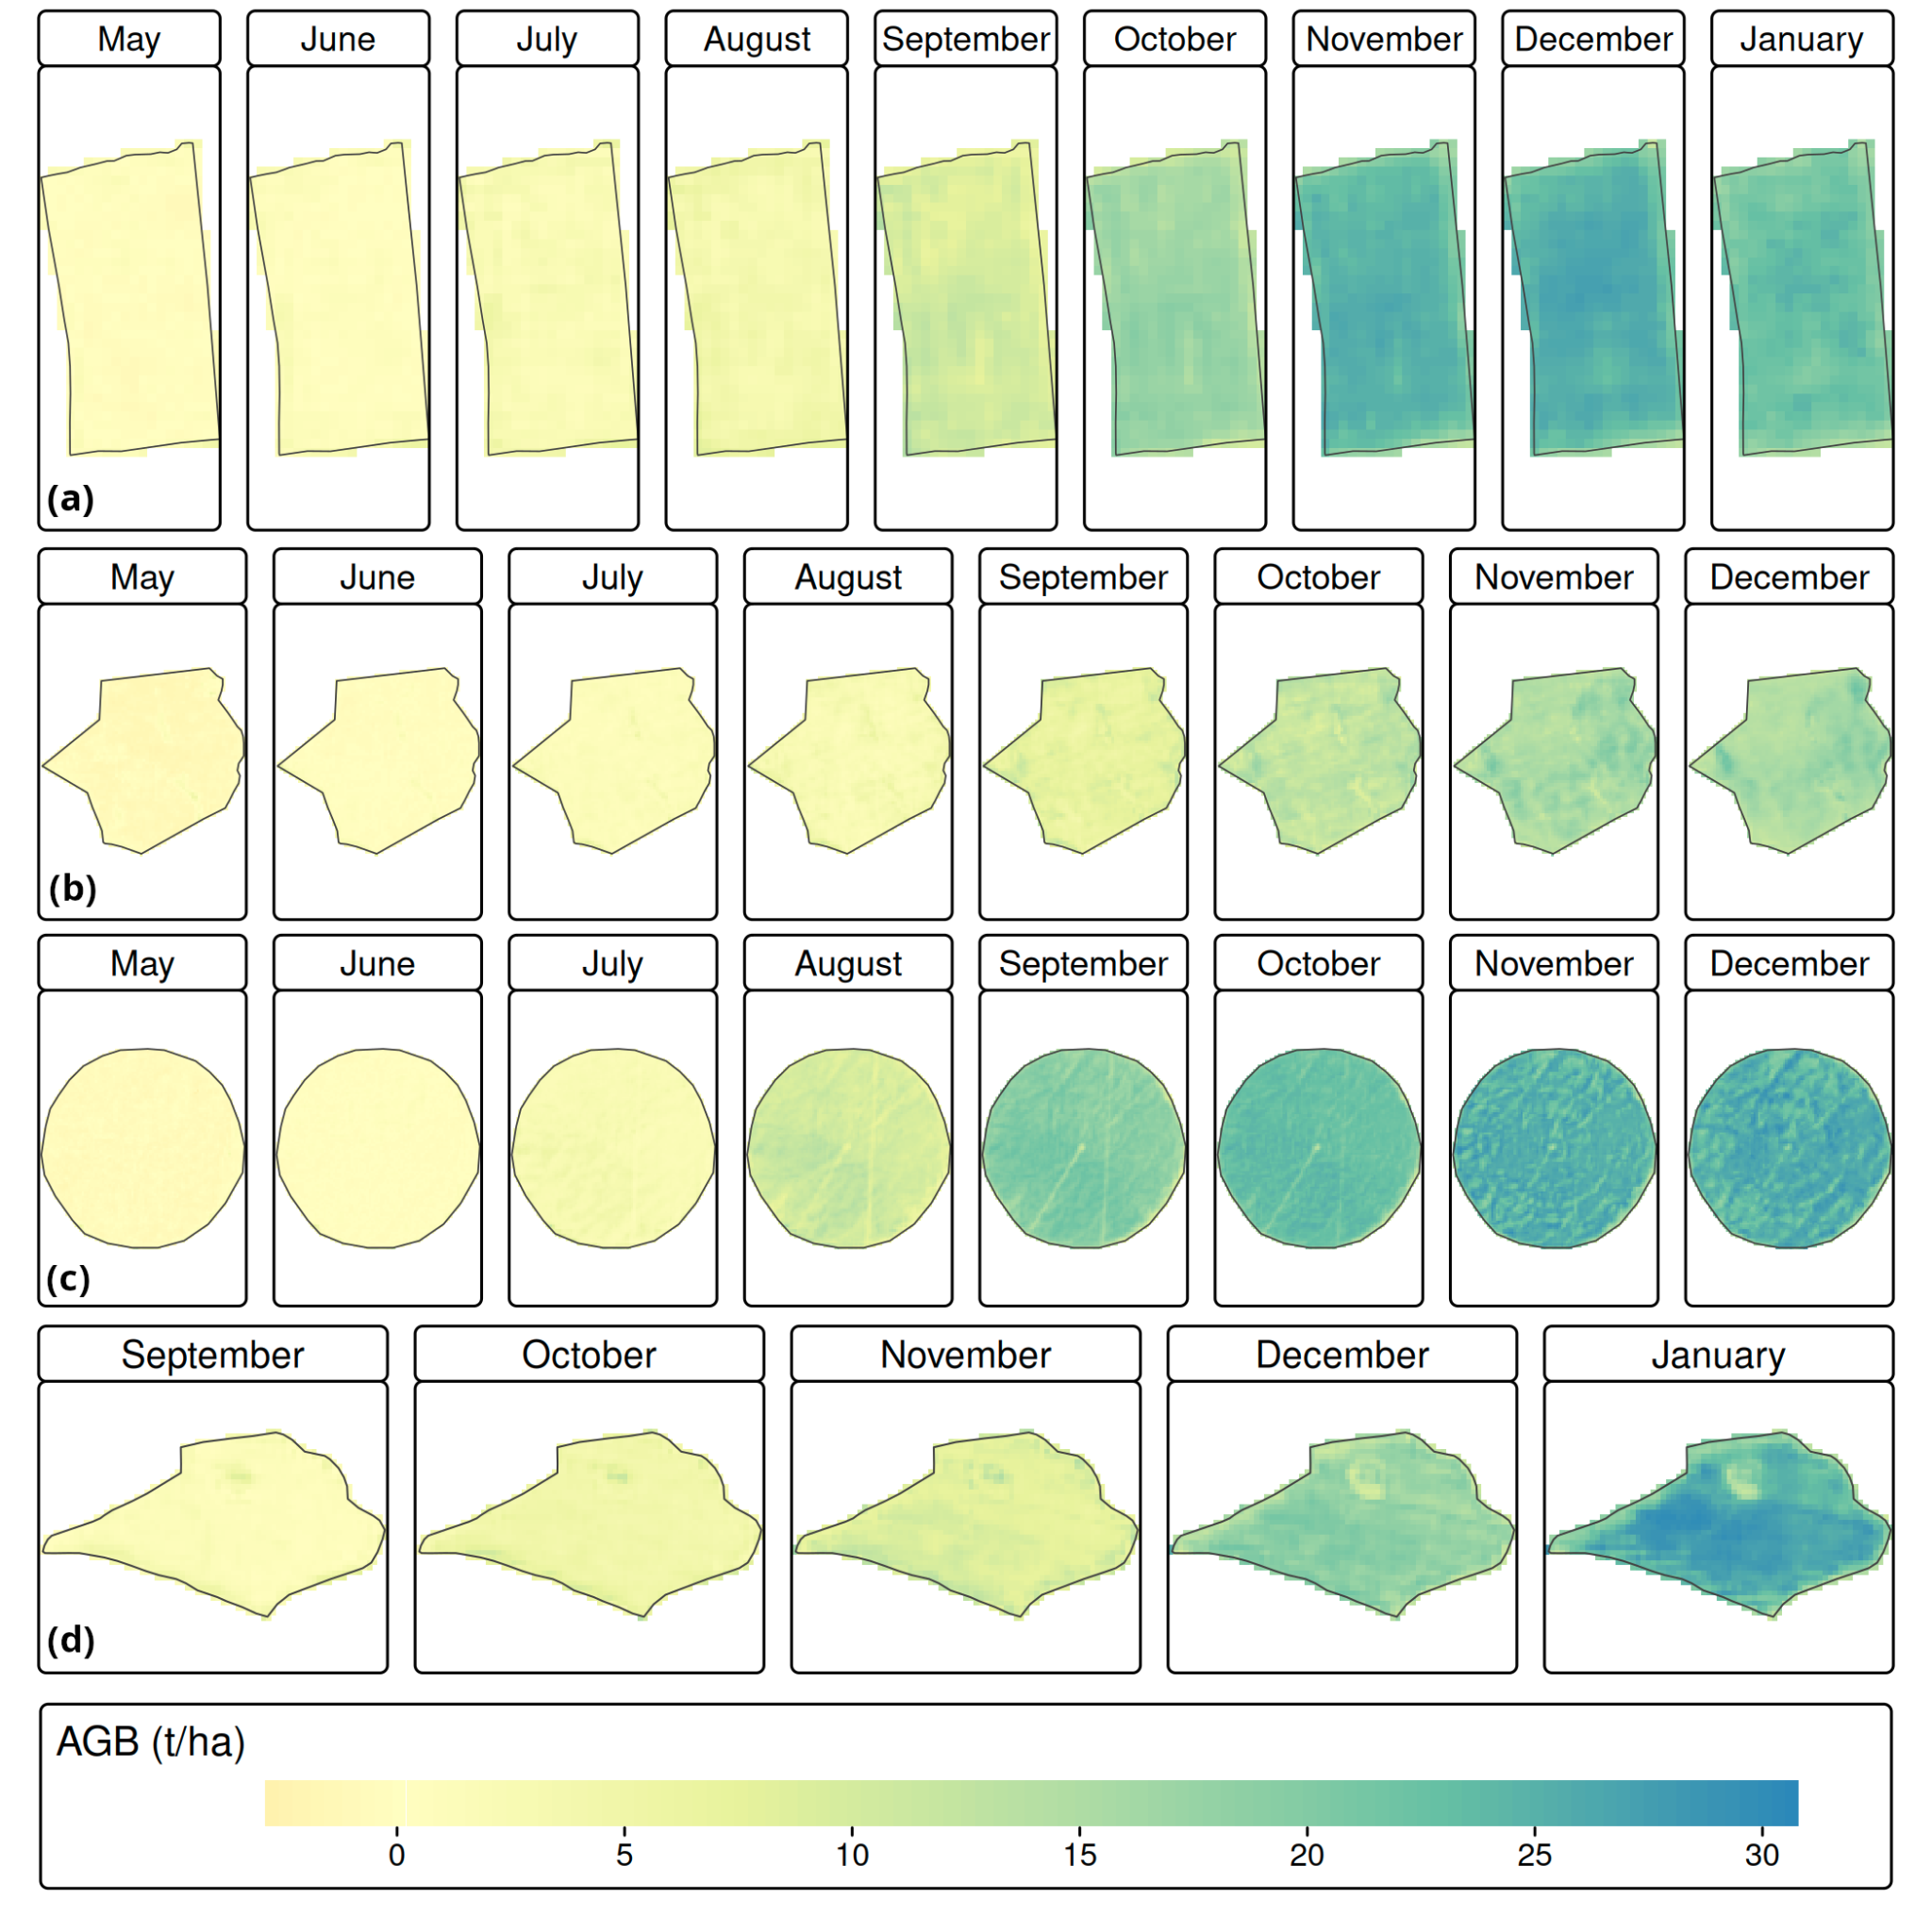 May June July August September October November December January
(a)
May June July August September October November December
(b)
May June July August September October November December
(c)
September October November December January
(d)
AGB (t/ha)
0 5 10 15 20 25 30